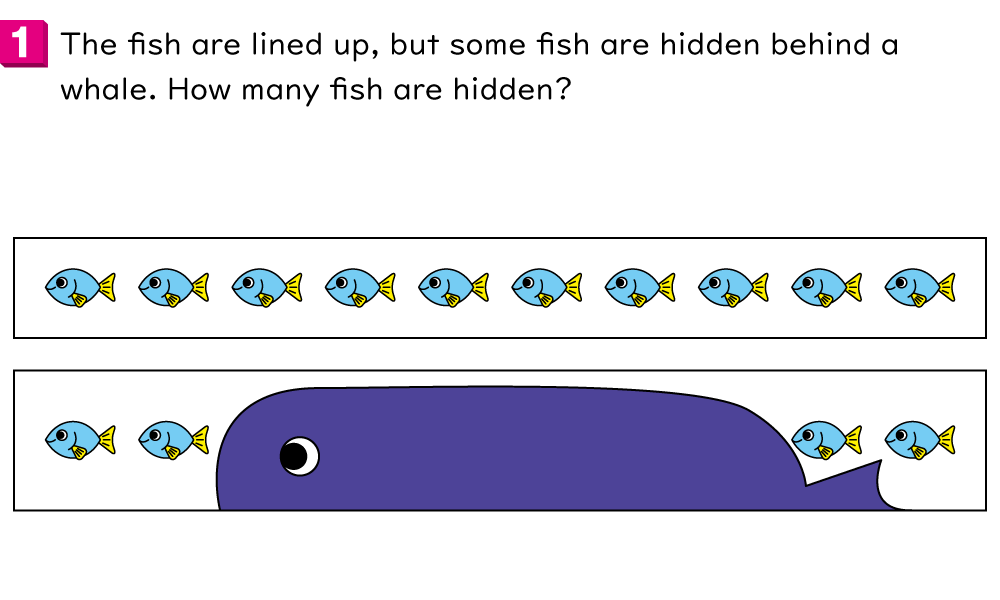 1 The fish are lined up, but some fish are hidden behind a
whale. How many fish are hidden?